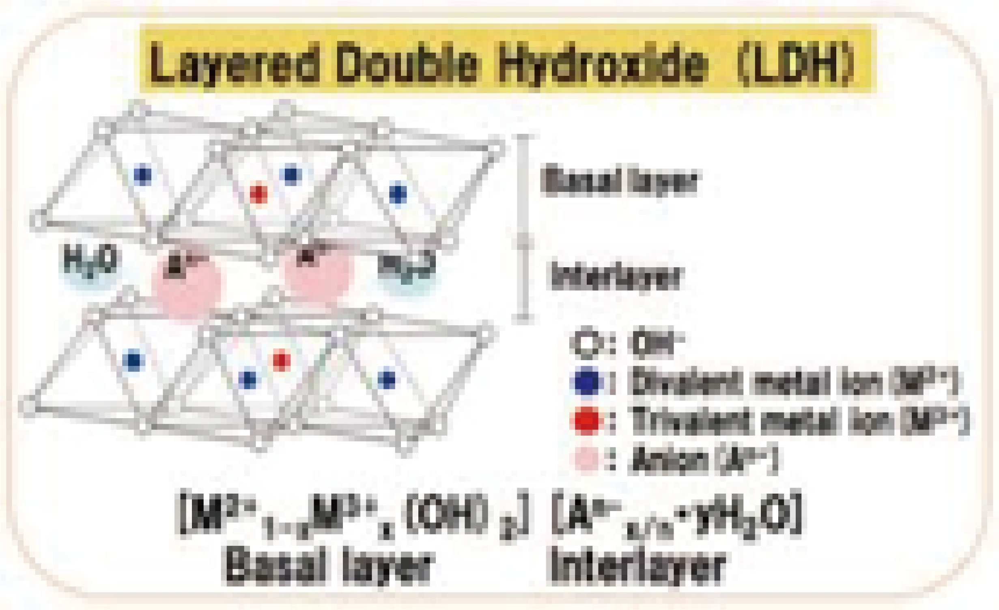 Layered Double Hydroxide (LDH)
Basal layer
H₂O
Interlayer
: OH⁻
: Divalent metal ion (M²⁺)
: Trivalent metal ion (M³⁺)
: Anion (Aⁿ⁻)
[M²⁺₁₋ₓM³⁺ₓ (OH) ₂] [Aⁿ⁻ₓ/ₙ·yH₂O]
Basal layer Interlayer